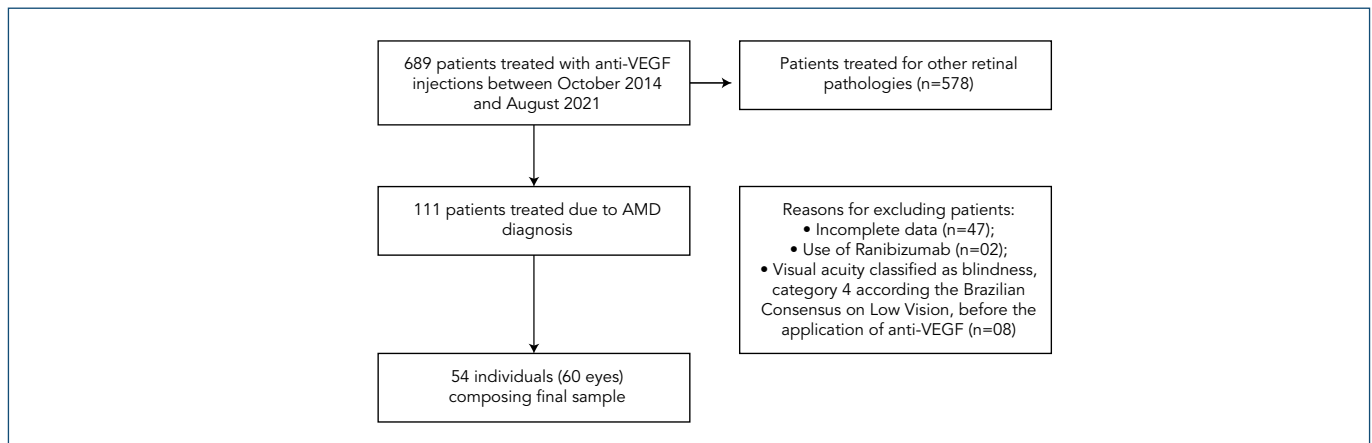 689 patients treated with anti-VEGF
injections between October 2014
and August 2021
Patients treated for other retinal
pathologies (n=578)
111 patients treated due to AMD
diagnosis
Reasons for excluding patients:
• Incomplete data (n=47);
• Use of Ranibizumab (n=02);
• Visual acuity classified as blindness,
category 4 according the Brazilian
Consensus on Low Vision, before the
application of anti-VEGF (n=08)
54 individuals (60 eyes)
composing final sample